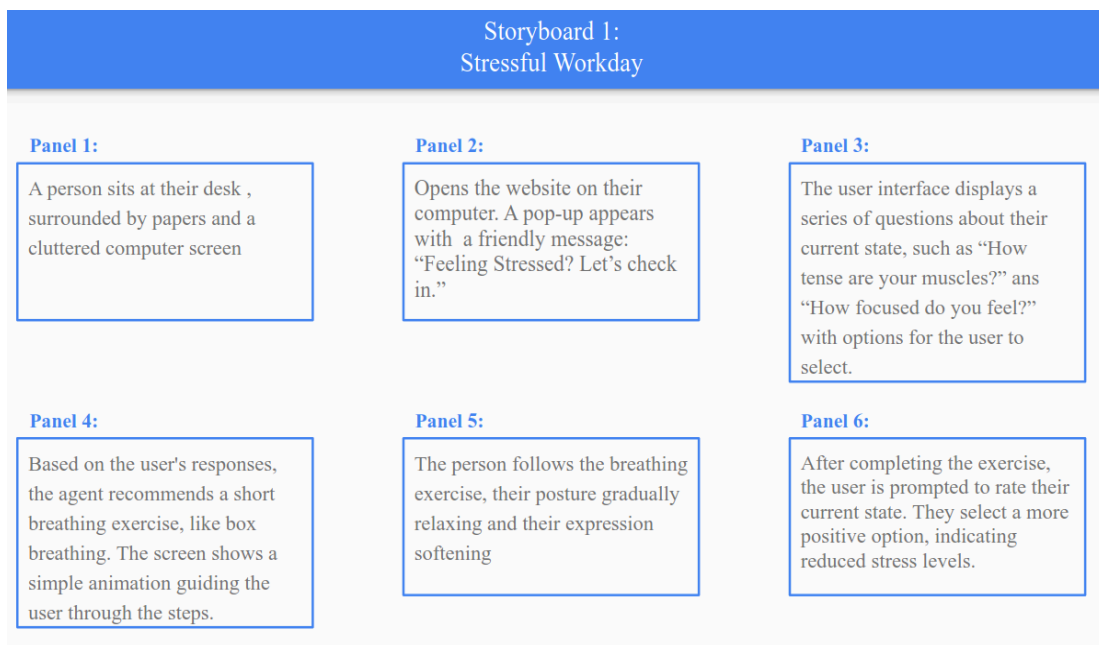 Storyboard 1:
Stressful Workday
Panel 1:
A person sits at their desk ,
surrounded by papers and a
cluttered computer screen
Panel 2:
Opens the website on their
computer. A pop-up appears
with  a friendly message:
“Feeling Stressed? Let’s check
in.”
Panel 3:
The user interface displays a
series of questions about their
current state, such as “How
tense are your muscles?” ans
“How focused do you feel?”
with options for the user to
select.
Panel 4:
Based on the user's responses,
the agent recommends a short
breathing exercise, like box
breathing. The screen shows a
simple animation guiding the
user through the steps.
Panel 5:
The person follows the breathing
exercise, their posture gradually
relaxing and their expression
softening
Panel 6:
After completing the exercise,
the user is prompted to rate their
current state. They select a more
positive option, indicating
reduced stress levels.